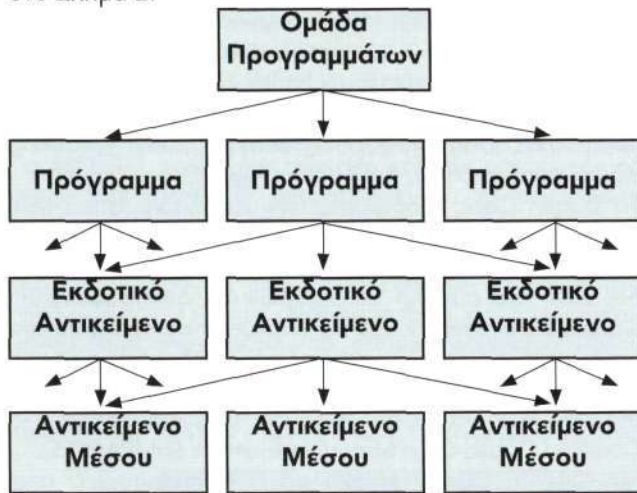 Ομάδα
Προγραμμάτων
Πρόγραμμα Πρόγραμμα Πρόγραμμα
Εκδοτικό Εκδοτικό Εκδοτικό
Αντικείμενο Αντικείμενο Αντικείμενο
Αντικείμενο Αντικείμενο Αντικείμενο
Μέσου Μέσου Μέσου